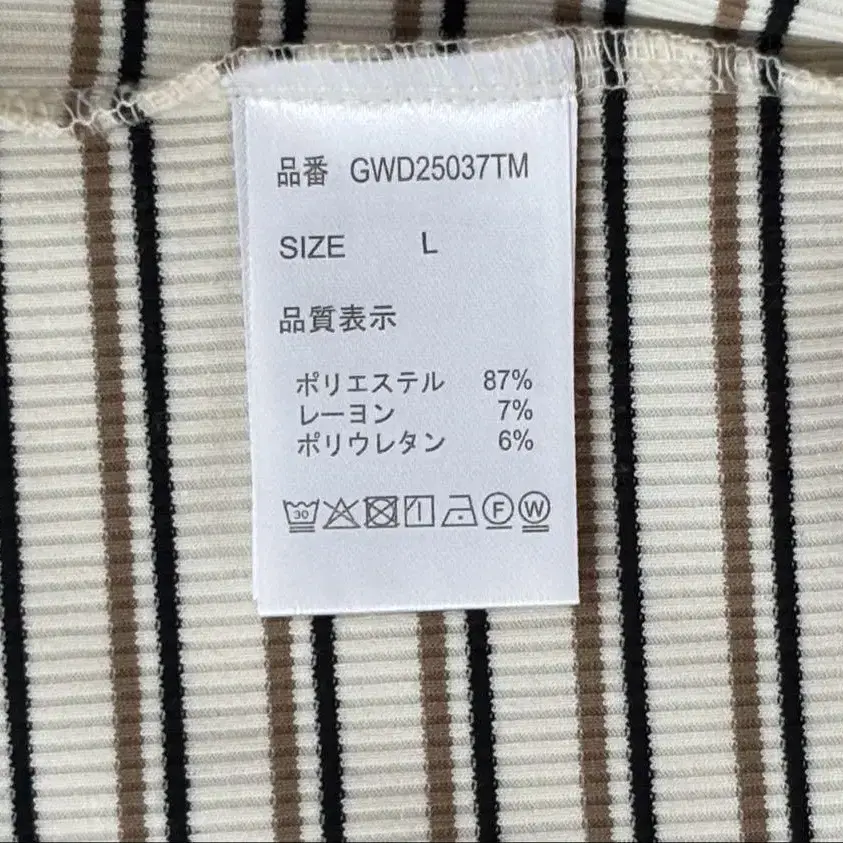 品番 GWD25037TM
SIZE L
品質表示
ポリエステル 87%
レーヨン 7%
ポリウレタン 6%
30 F W